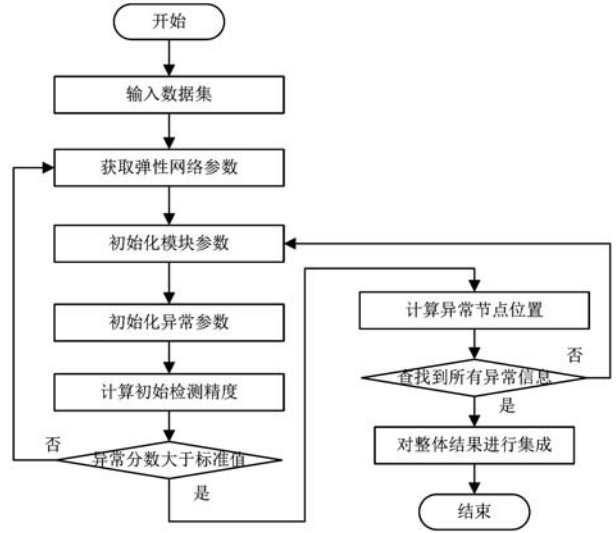 开始
输入数据集
获取弹性网络参数
初始化模块参数
初始化异常参数
计算初始检测精度
异常分数大于标准值
否
是
计算异常节点位置
查找到所有异常信息
否
是
对整体结果进行集成
结束